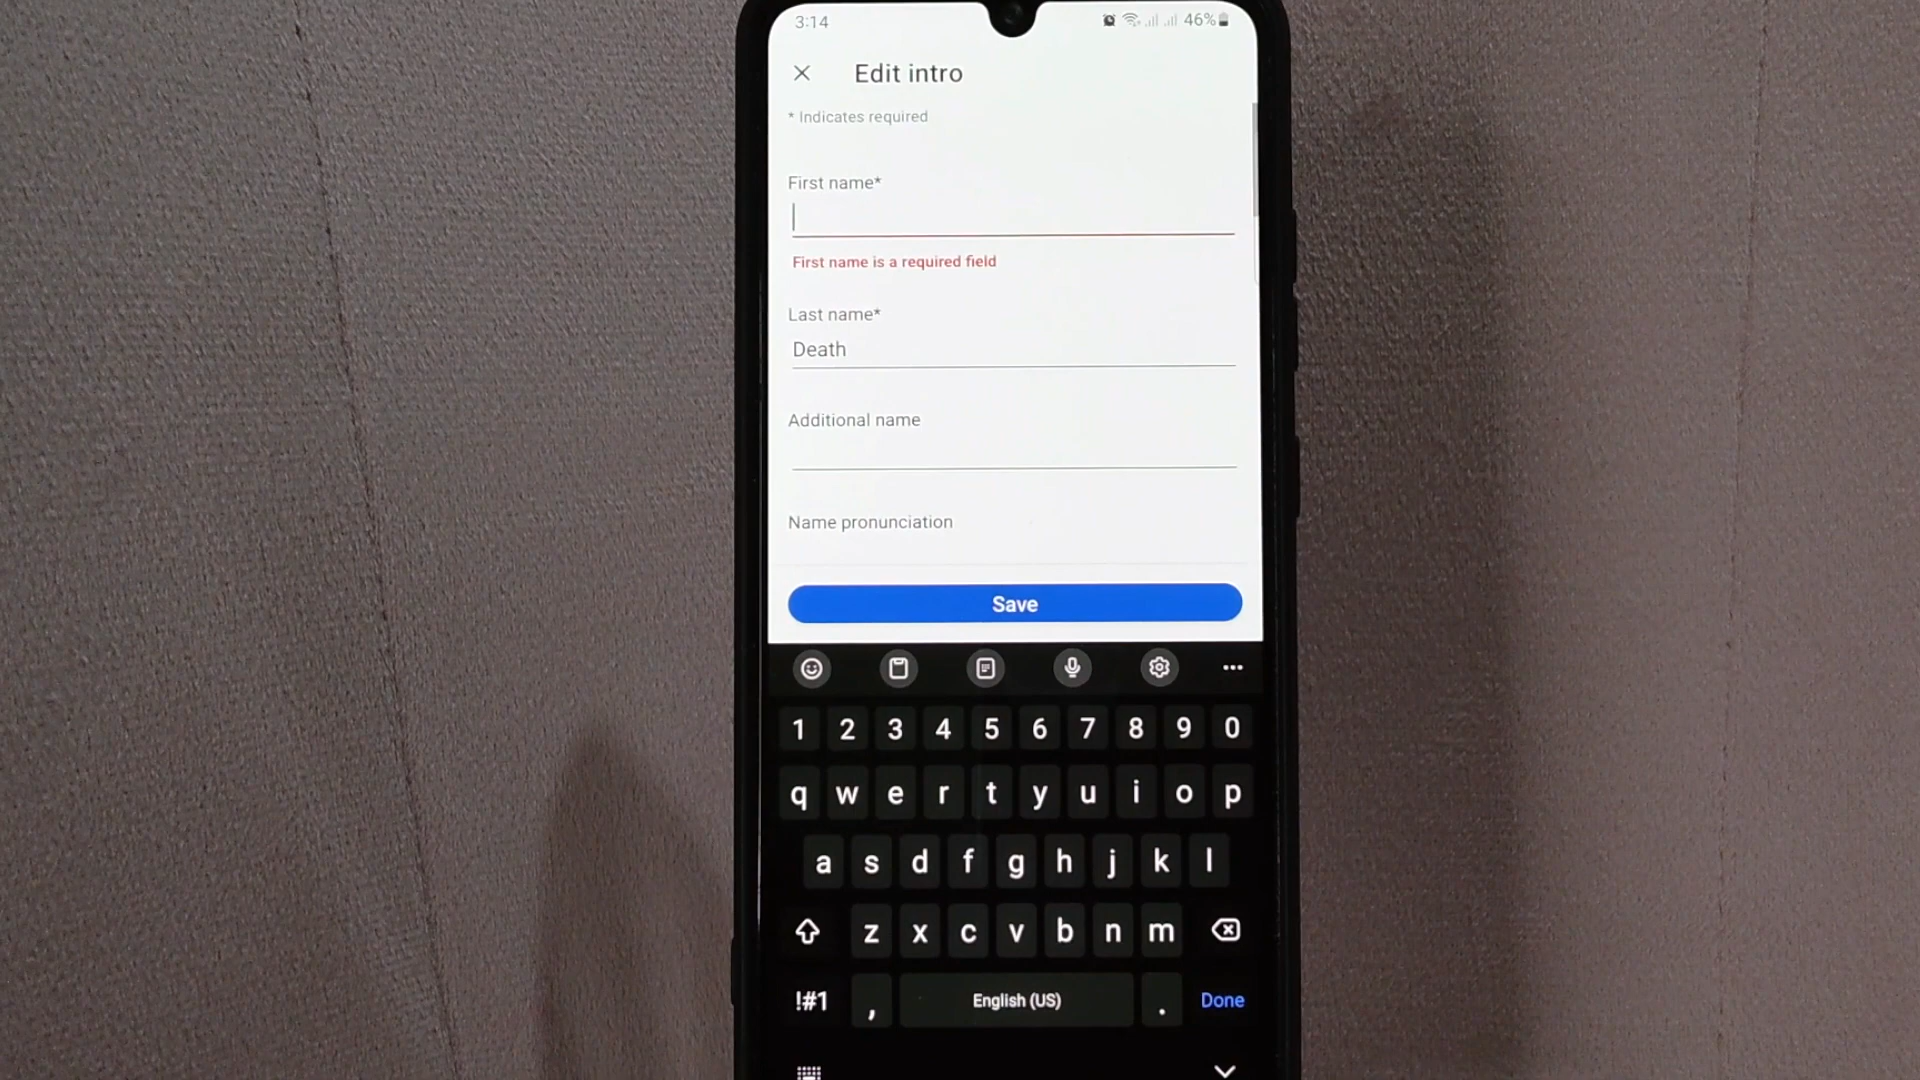 3:14 46%
Edit intro
* Indicates required
First name*
First name is a required field
Last name*
Death
Additional name
Name pronunciation
Save
1 2 3 4 5 6 7 8 9 0
q w e r t y u i o p
a s d f g h j k l
z x c v b n m
!#1 , English (US) . Done